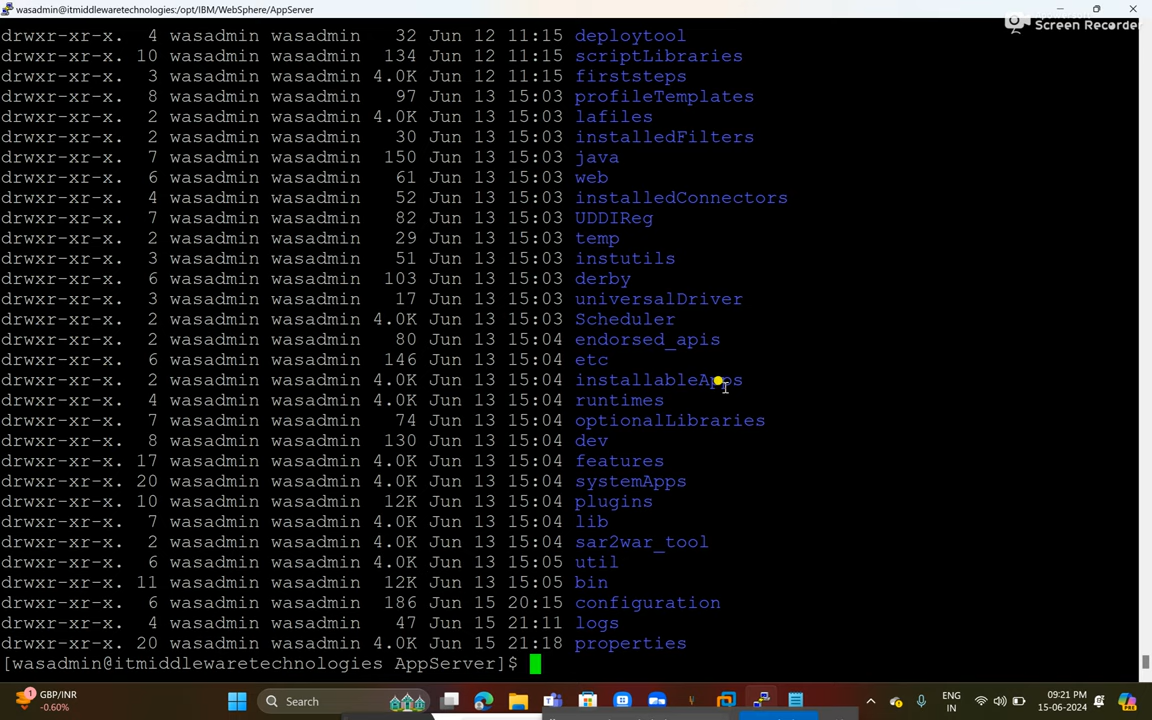 wasadmin@itmiddlewaretechnologies:/opt/IBM/WebSphere/AppServer
Screen Recorder
drwxr-xr-x. 4 wasadmin wasadmin 32 Jun 12 11:15 deploytool
drwxr-xr-x. 10 wasadmin wasadmin 134 Jun 12 11:15 scriptLibraries
drwxr-xr-x. 3 wasadmin wasadmin 4.0K Jun 12 11:15 firststeps
drwxr-xr-x. 8 wasadmin wasadmin 97 Jun 13 15:03 profileTemplates
drwxr-xr-x. 2 wasadmin wasadmin 4.0K Jun 13 15:03 lafiles
drwxr-xr-x. 2 wasadmin wasadmin 30 Jun 13 15:03 installedFilters
drwxr-xr-x. 7 wasadmin wasadmin 150 Jun 13 15:03 java
drwxr-xr-x. 6 wasadmin wasadmin 61 Jun 13 15:03 web
drwxr-xr-x. 4 wasadmin wasadmin 52 Jun 13 15:03 installedConnectors
drwxr-xr-x. 7 wasadmin wasadmin 82 Jun 13 15:03 UDDIReg
drwxr-xr-x. 2 wasadmin wasadmin 29 Jun 13 15:03 temp
drwxr-xr-x. 3 wasadmin wasadmin 51 Jun 13 15:03 instutils
drwxr-xr-x. 6 wasadmin wasadmin 103 Jun 13 15:03 derby
drwxr-xr-x. 3 wasadmin wasadmin 17 Jun 13 15:03 universalDriver
drwxr-xr-x. 2 wasadmin wasadmin 4.0K Jun 13 15:03 Scheduler
drwxr-xr-x. 2 wasadmin wasadmin 80 Jun 13 15:04 endorsed_apis
drwxr-xr-x. 6 wasadmin wasadmin 146 Jun 13 15:04 etc
drwxr-xr-x. 2 wasadmin wasadmin 4.0K Jun 13 15:04 installableApps
drwxr-xr-x. 4 wasadmin wasadmin 4.0K Jun 13 15:04 runtimes
drwxr-xr-x. 7 wasadmin wasadmin 74 Jun 13 15:04 optionalLibraries
drwxr-xr-x. 8 wasadmin wasadmin 130 Jun 13 15:04 dev
drwxr-xr-x. 17 wasadmin wasadmin 4.0K Jun 13 15:04 features
drwxr-xr-x. 20 wasadmin wasadmin 4.0K Jun 13 15:04 systemApps
drwxr-xr-x. 10 wasadmin wasadmin 12K Jun 13 15:04 plugins
drwxr-xr-x. 7 wasadmin wasadmin 4.0K Jun 13 15:04 lib
drwxr-xr-x. 2 wasadmin wasadmin 4.0K Jun 13 15:04 sar2war_tool
drwxr-xr-x. 6 wasadmin wasadmin 4.0K Jun 13 15:05 util
drwxr-xr-x. 11 wasadmin wasadmin 12K Jun 13 15:05 bin
drwxr-xr-x. 6 wasadmin wasadmin 186 Jun 15 20:15 configuration
drwxr-xr-x. 4 wasadmin wasadmin 47 Jun 15 21:11 logs
drwxr-xr-x. 20 wasadmin wasadmin 4.0K Jun 15 21:18 properties
[wasadmin@itmiddlewaretechnologies AppServer]$
1
GBP/INR
-0.60%
Search
ENG
IN
09:21 PM
15-06-2024
PRE